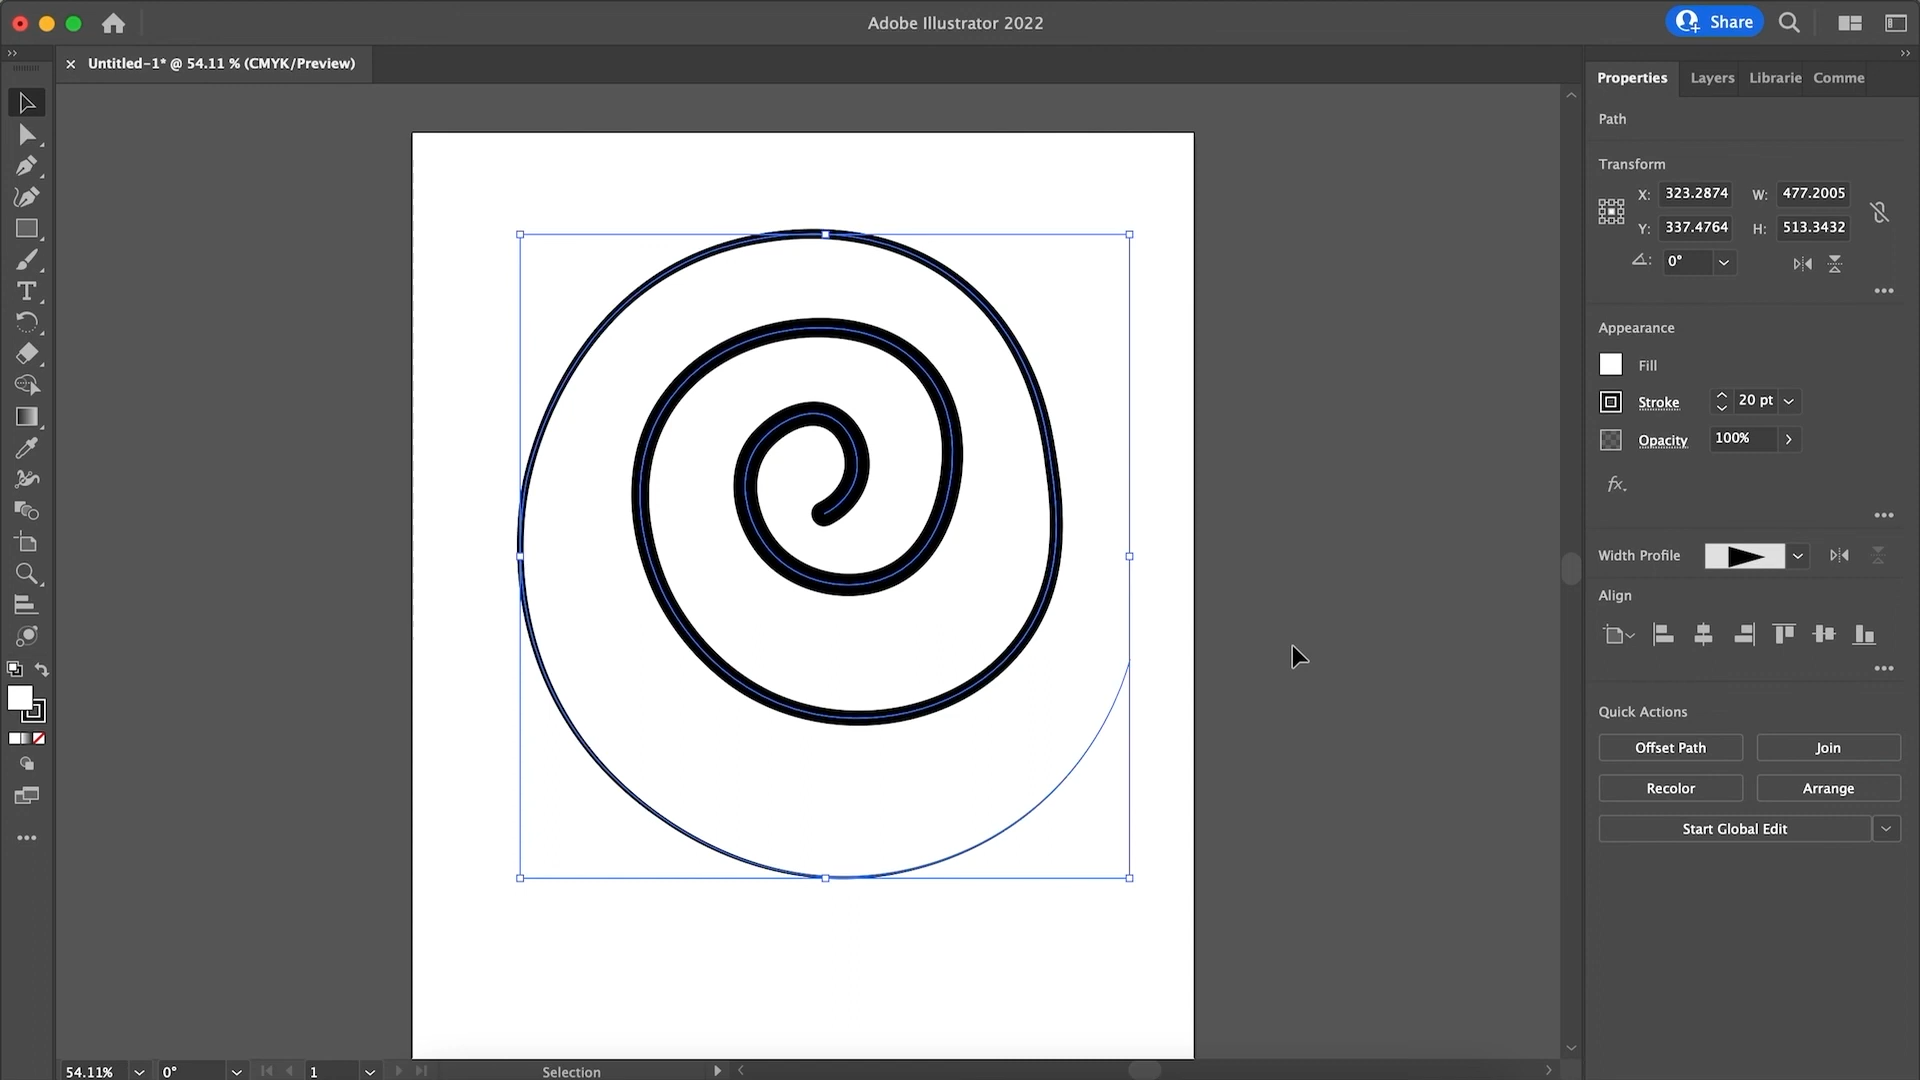 Adobe Illustrator 2022
Share
Untitled-1* @ 54.11 % (CMYK/Preview)
Properties
Layers
Librarie
Comme
Path
Transform
X: 323.2874
W: 477.2005
Y: 337.4764
H: 513.3432
0°
Appearance
Fill
Stroke
20 pt
Opacity
100%
fx.
Width Profile
Align
Quick Actions
Offset Path
Join
Recolor
Arrange
Start Global Edit
54.11%
0°
1
Selection